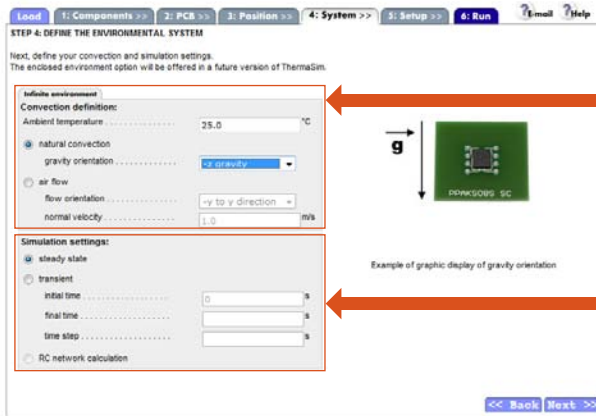 Load 1: Components >> 2: PCB >> 3: Position >> 4: System >> 5: Setup >> 6: Run ?Email ?Help
STEP 4: DEFINE THE ENVIRONMENTAL SYSTEM
Next, define your convection and simulation settings.
The enclosed environment option will be offered in a future version of ThermaSim.
Infinite environment
Convection definition:
Ambient temperature . . . . . . . . . . . . 25.0 °C
natural convection
gravity orientation . . . . . . . . . . . . -z gravity
air flow
flow orientation . . . . . . . . . . . . . . -y to y direction
normal velocity . . . . . . . . . . . . . . . 1.0 m/s
Simulation settings:
steady state
transient
initial time . . . . . . . . . . . . . . . . . . 0 s
final time . . . . . . . . . . . . . . . . . . . s
time step . . . . . . . . . . . . . . . . . . . s
RC network calculation
g
PPAKSO8S SC
Example of graphic display of gravity orientation
<< Back Next >>